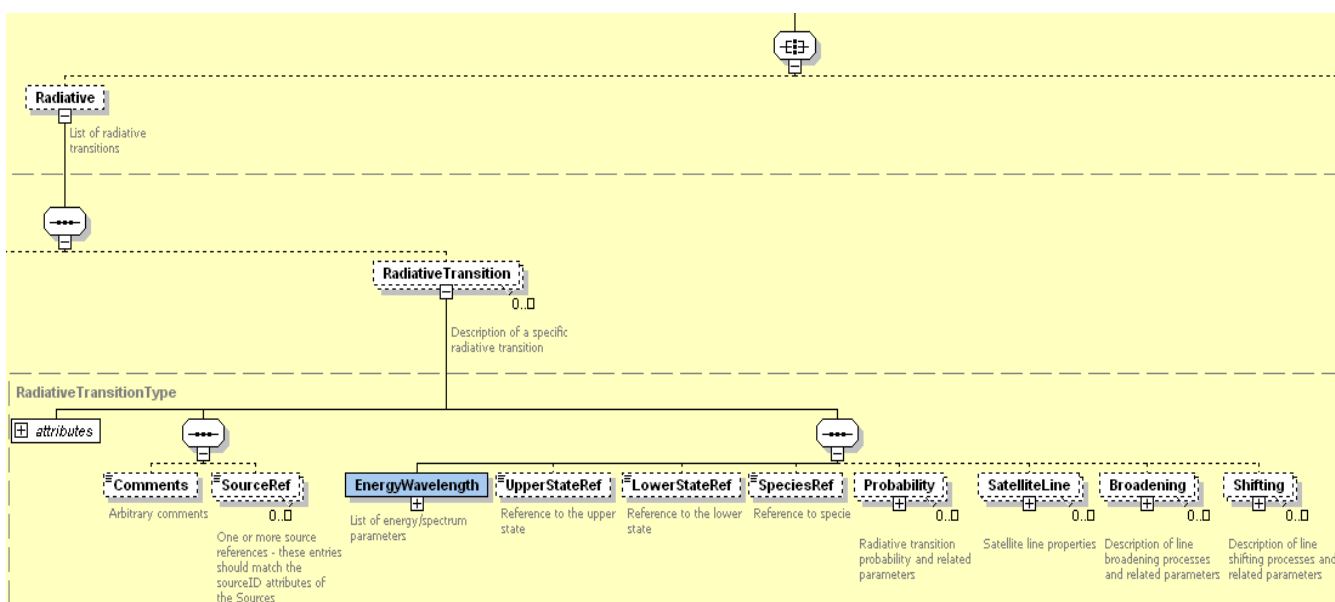 Radiative
List of radiative
transitions
RadiativeTransition
0..
Description of a specific
radiative transition
RadiativeTransitionType
attributes
Comments
Arbitrary comments
SourceRef
0..
One or more source
references - these entries
should match the
sourceID attributes of
the Sources
EnergyWavelength
List of energy/spectrum
parameters
UpperStateRef
Reference to the upper
state
LowerStateRef
Reference to the lower
state
SpeciesRef
Reference to specie
Probability
0..
Radiative transition
probability and related
parameters
SatelliteLine
0..
Satellite line properties
Broadening
0..
Description of line
broadening processes
and related parameters
Shifting
0..
Description of line
shifting processes and
related parameters